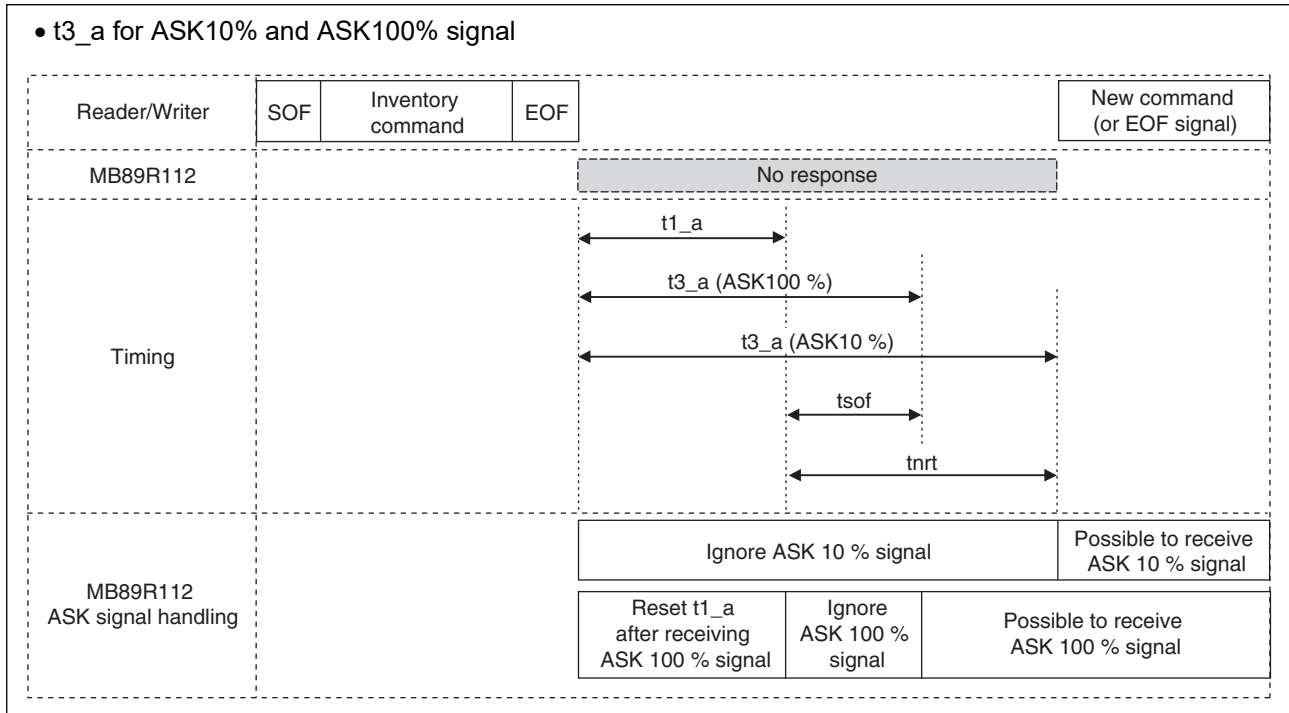 • t3_a for ASK10% and ASK100% signal
Reader/Writer
SOF
Inventory
command
EOF
New command
(or EOF signal)
MB89R112
No response
Timing
t1_a
t3_a (ASK100 %)
t3_a (ASK10 %)
tsof
tnrt
MB89R112
ASK signal handling
Ignore ASK 10 % signal
Possible to receive
ASK 10 % signal
Reset t1_a
after receiving
ASK 100 % signal
Ignore
ASK 100 %
signal
Possible to receive
ASK 100 % signal